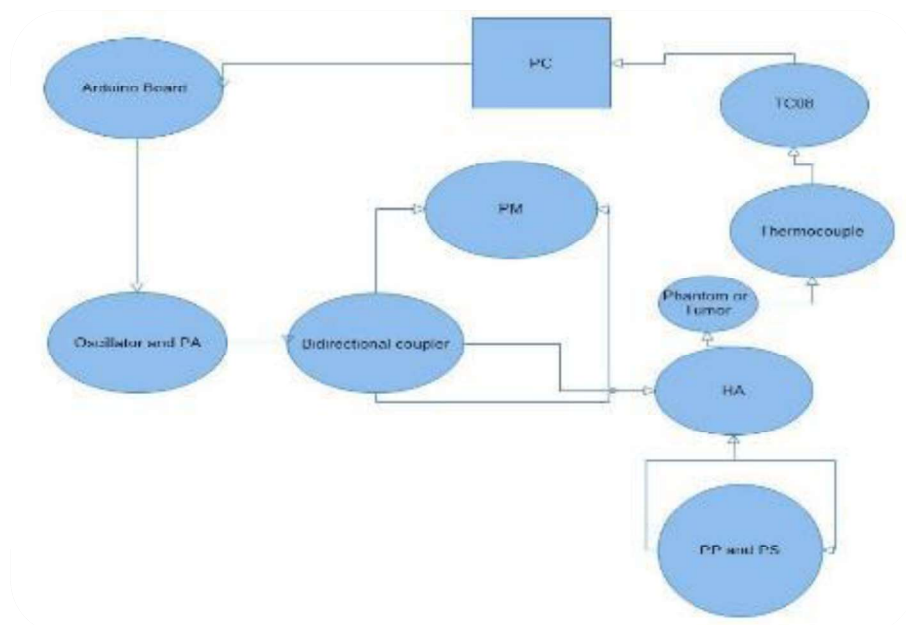 PC
Arduino Board
TC08
PM
Thermocouple
Phantom or
Tumor
Oscillator and PA
Bidirectional coupler
HA
PP and PS